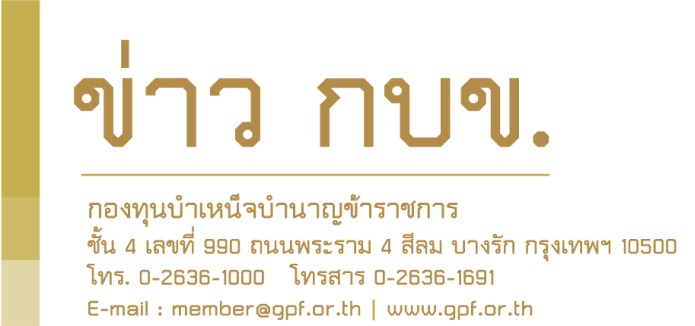 ข่าว กบข.
กองทุนบำเหน็จบำนาญข้าราชการ
ชั้น 4 เลขที่ 990 ถนนพระราม 4 สีลม บางรัก กรุงเทพฯ 10500
โทร. 0-2636-1000 โทรสาร 0-2636-1691
E-mail : member@gpf.or.th | www.gpf.or.th